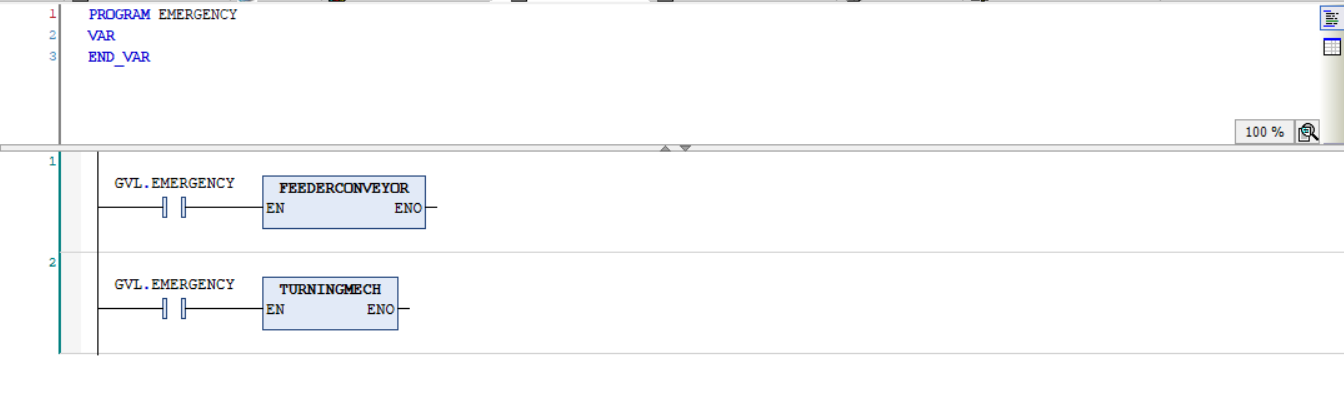 1 PROGRAM EMERGENCY
2 VAR
3 END_VAR
100 %
1
GVL.EMERGENCY
FEEDERCONVEYOR
EN ENO
2
GVL.EMERGENCY
TURNINGMECH
EN ENO